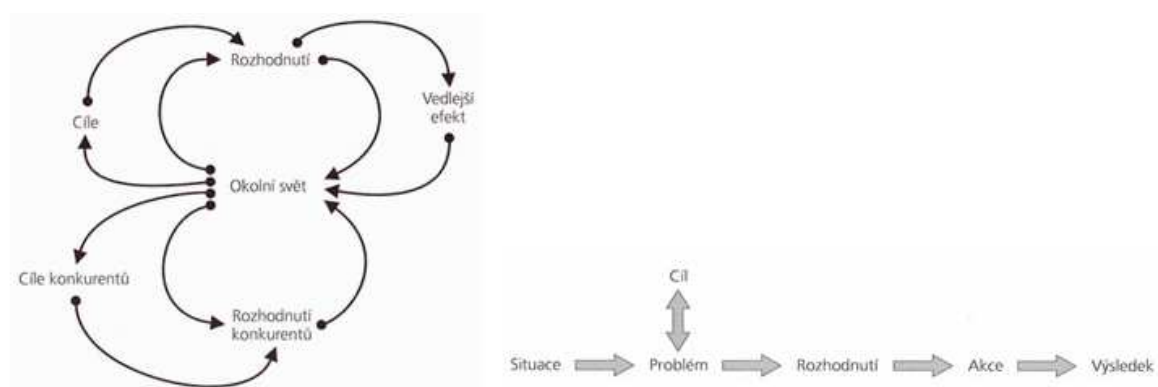 Rozhodnutí
Vedlejší
efekt
Cíle
Okolní svět
Cíle konkurentů
Rozhodnutí
konkurentů
Cíl
Situace Problém Rozhodnutí Akce Výsledek